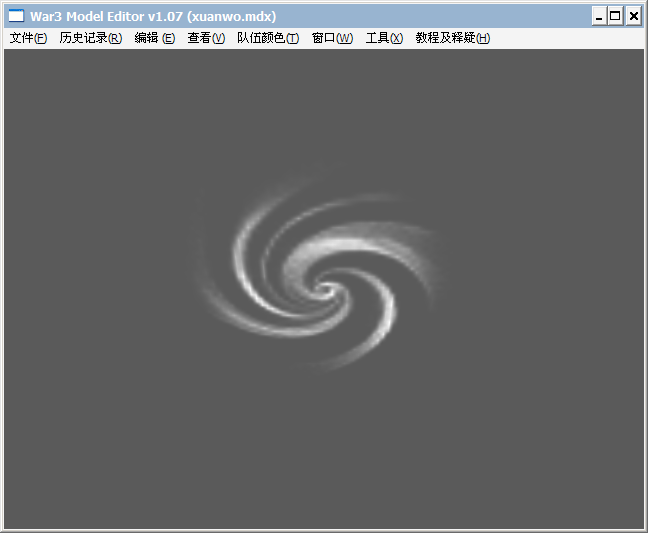 War3 Model Editor v1.07 (xuanwo.mdx)
文件(F) 历史记录(R) 编辑 (E) 查看(V) 队伍颜色(T) 窗口(W) 工具(X) 教程及释疑(H)